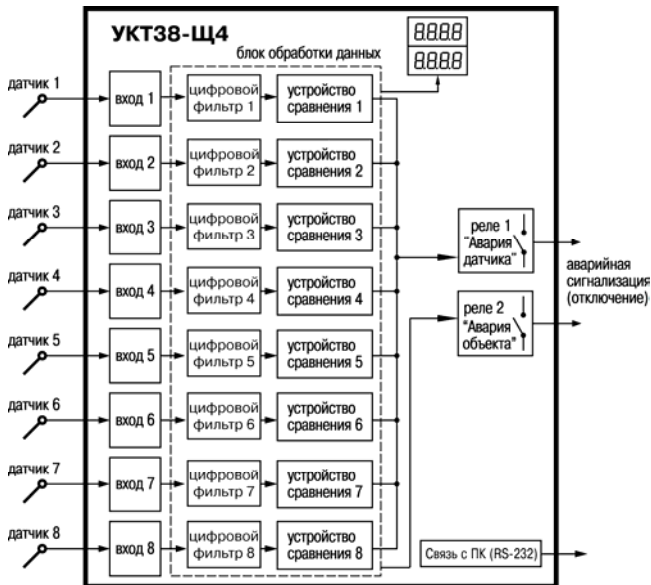 УКТ38-Щ4
8.8.8.8
8.8.8.8
блок обработки данных
датчик 1
вход 1
цифровой
фильтр 1
устройство
сравнения 1
датчик 2
вход 2
цифровой
фильтр 2
устройство
сравнения 2
датчик 3
вход 3
цифровой
фильтр 3
устройство
сравнения 3
реле 1
"Авария
датчика"
датчик 4
вход 4
цифровой
фильтр 4
устройство
сравнения 4
аварийная
сигнализация
(отключение)
реле 2
"Авария
объекта"
датчик 5
вход 5
цифровой
фильтр 5
устройство
сравнения 5
датчик 6
вход 6
цифровой
фильтр 6
устройство
сравнения 6
датчик 7
вход 7
цифровой
фильтр 7
устройство
сравнения 7
датчик 8
вход 8
цифровой
фильтр 8
устройство
сравнения 8
Связь с ПК (RS-232)